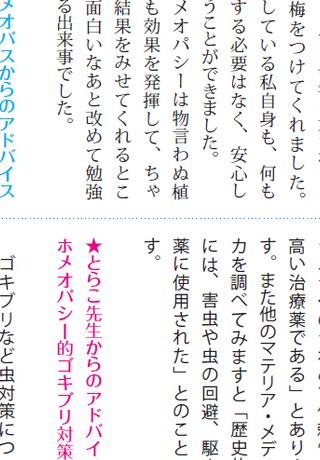 梅をつけてくれました。
している私自身も、何も
する必要はなく、安心し
うことができました。
メオパシーは物言わぬ植
も効果を発揮して、ちゃ
結果をみせてくれるとこ
面白いなあと改めて勉強
る出来事でした。
メオパスからのアドバイス
高い治療薬である」とあり
す。また他のマテリア・メデ
力を調べてみますと「歴史的
には、害虫や虫の回避、駆
薬に使用された」とのこと
す。
★とらこ先生からのアドバイ
ホメオパシー的ゴキブリ対策
ゴキブリなど虫対策につ